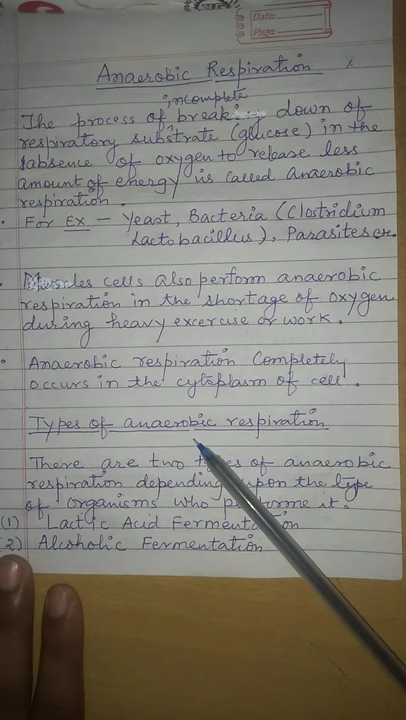 Date
Page
Anaerobic Respiration
incomplete
The process of break down of
respiratory substrate (glucose) in the
absence of oxygen to release less
amount of energy is called anaerobic
respiration.
For Ex - Yeast, Bacteria (Clostridium
Lactobacillus), Parasites etc.
Muscles cells also perform anaerobic
respiration in the shortage of oxygen
during heavy excercise or work.
Anaerobic respiration Completely
occurs in the cytoplasm of cell.
Types of anaerobic respiration
There are two types of anaerobic
respiration depending upon the type
of organisms who performe it.
(1) Lactic Acid Fermentation
(2) Alcoholic Fermentation